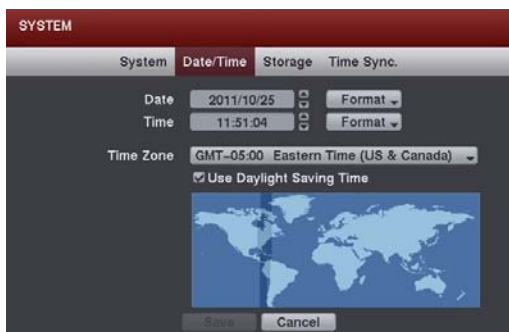 SYSTEM
System Date/Time Storage Time Sync.
Date 2011/10/25 Format
Time 11:51:04 Format
Time Zone GMT-05:00 Eastern Time (US & Canada)
Use Daylight Saving Time
Save Cancel